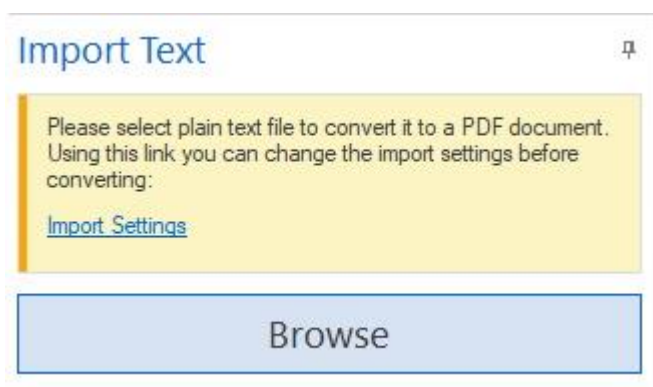 Import Text
Please select plain text file to convert it to a PDF document.
Using this link you can change the import settings before
converting:
Import Settings
Browse